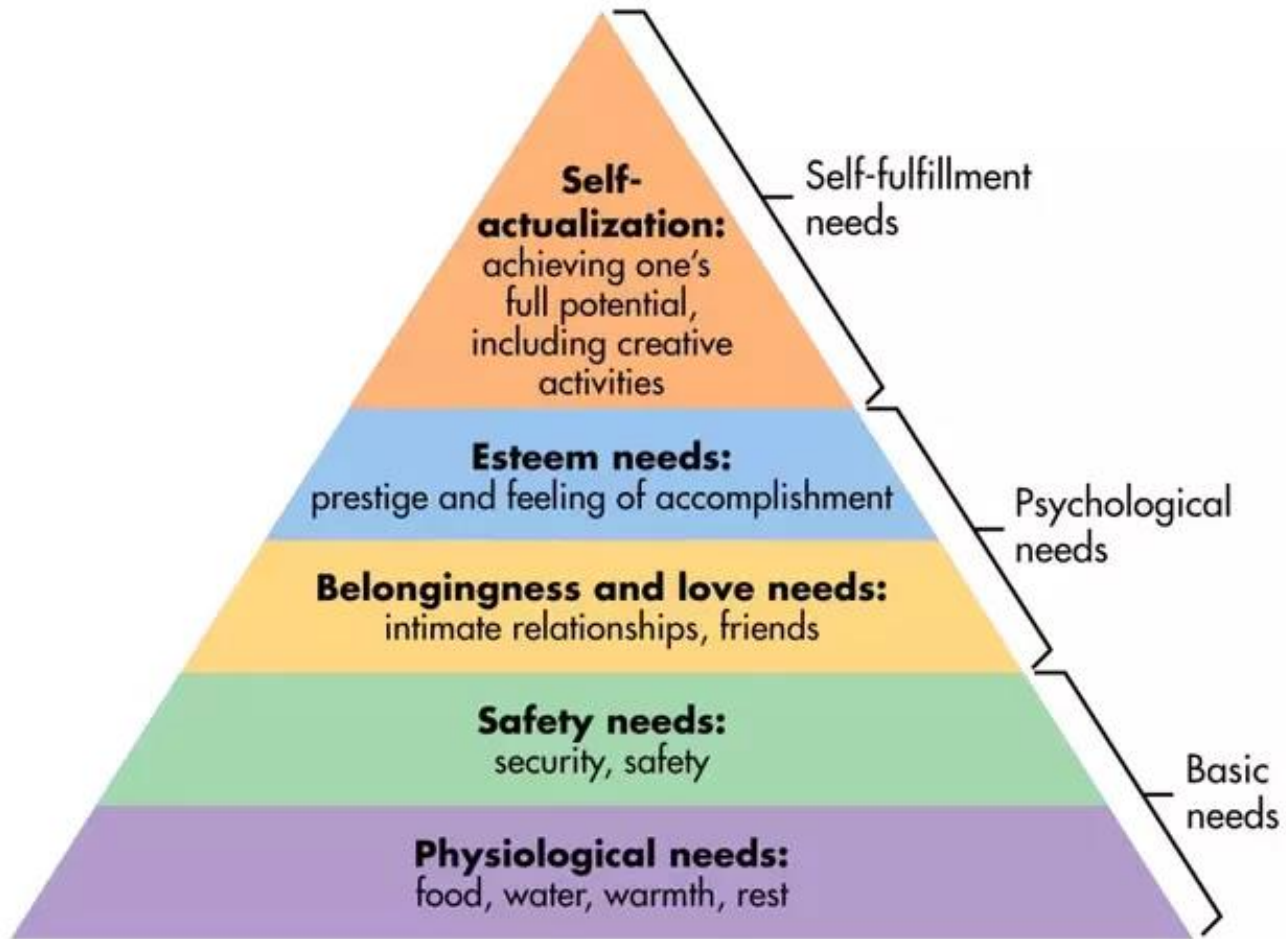 Self-
actualization:
achieving one's
full potential,
including creative
activities
Self-fulfillment
needs
Esteem needs:
prestige and feeling of accomplishment
Psychological
needs
Belongingness and love needs:
intimate relationships, friends
Safety needs:
security, safety
Basic
needs
Physiological needs:
food, water, warmth, rest